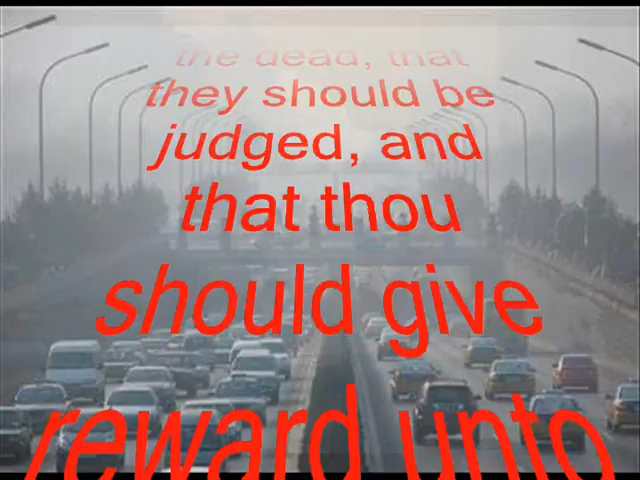 the dead, that
they should be
judged, and
that thou
should give
reward unto